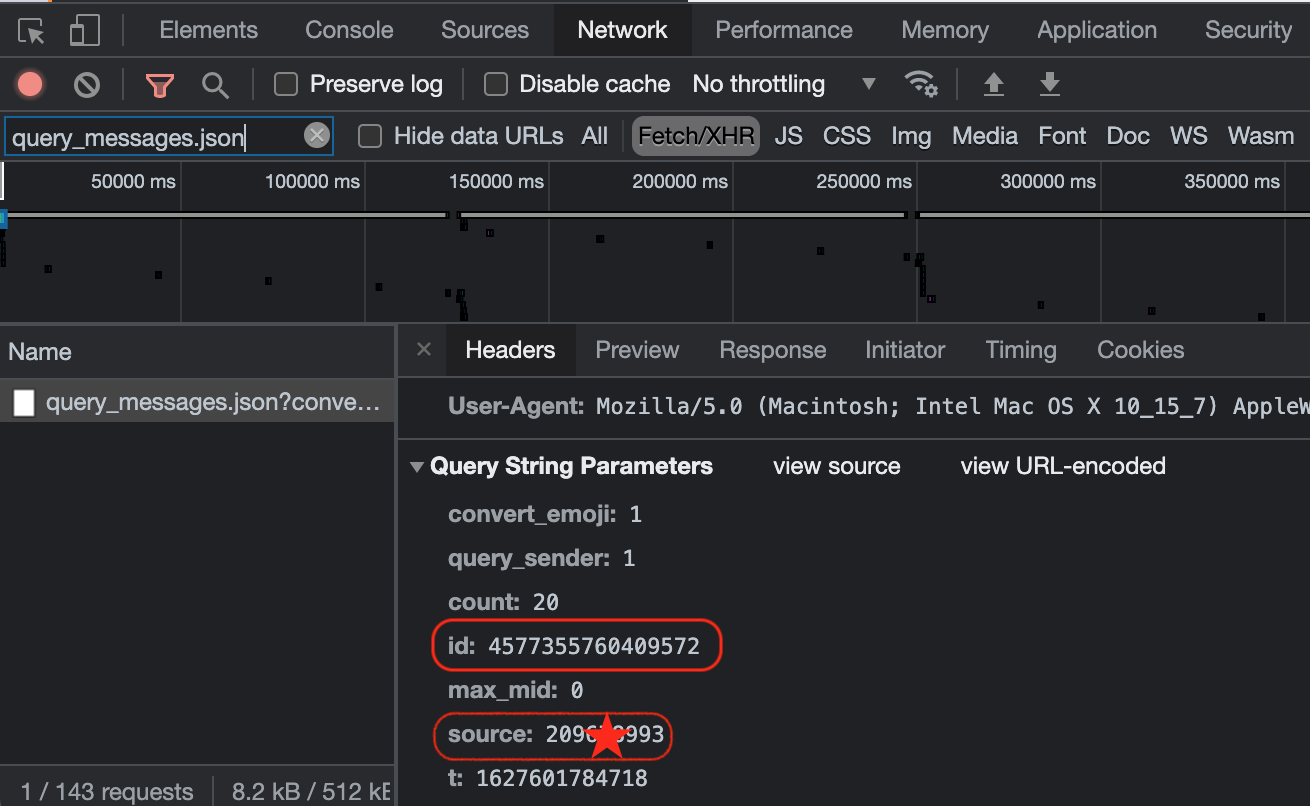 Elements Console Sources Network Performance Memory Application Security
Preserve log Disable cache No throttling
query_messages.json Hide data URLs All Fetch/XHR JS CSS Img Media Font Doc WS Wasm
50000 ms 100000 ms 150000 ms 200000 ms 250000 ms 300000 ms 350000 ms
Name
query_messages.json?conve...
1 / 143 requests 8.2 kB / 512 kB
Headers Preview Response Initiator Timing Cookies
User-Agent: Mozilla/5.0 (Macintosh; Intel Mac OS X 10_15_7) AppleW
Query String Parameters view source view URL-encoded
convert_emoji: 1
query_sender: 1
count: 20
id: 4577355760409572
max_mid: 0
source:
t: 1627601784718